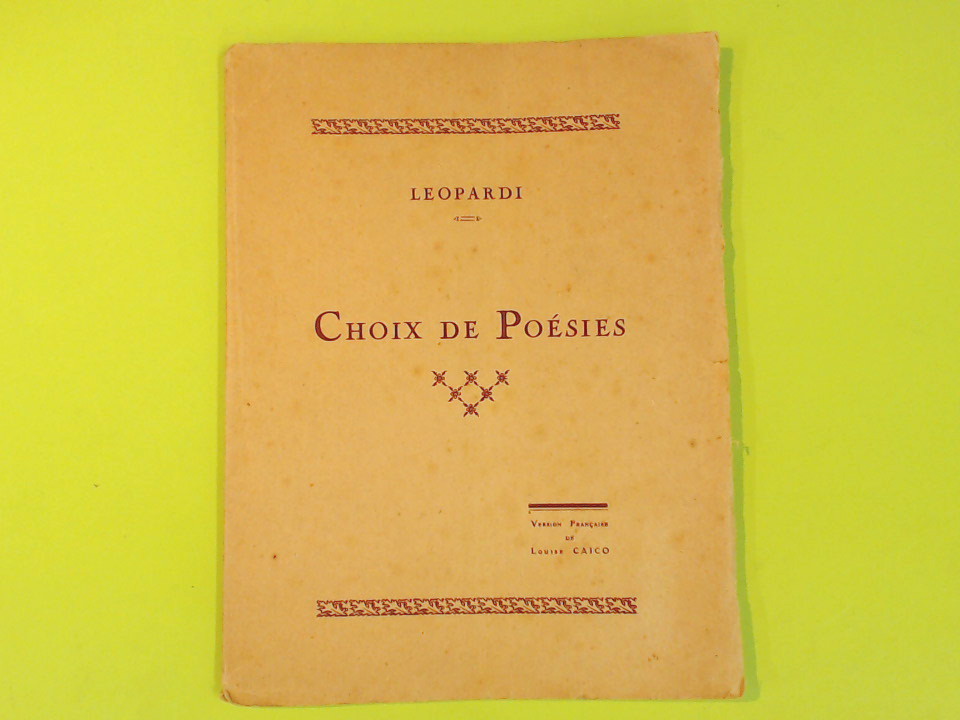 LEOPARDI
CHOIX DE POÉSIES
VERSION FRANÇAISE
DE
LOUISE CAICO